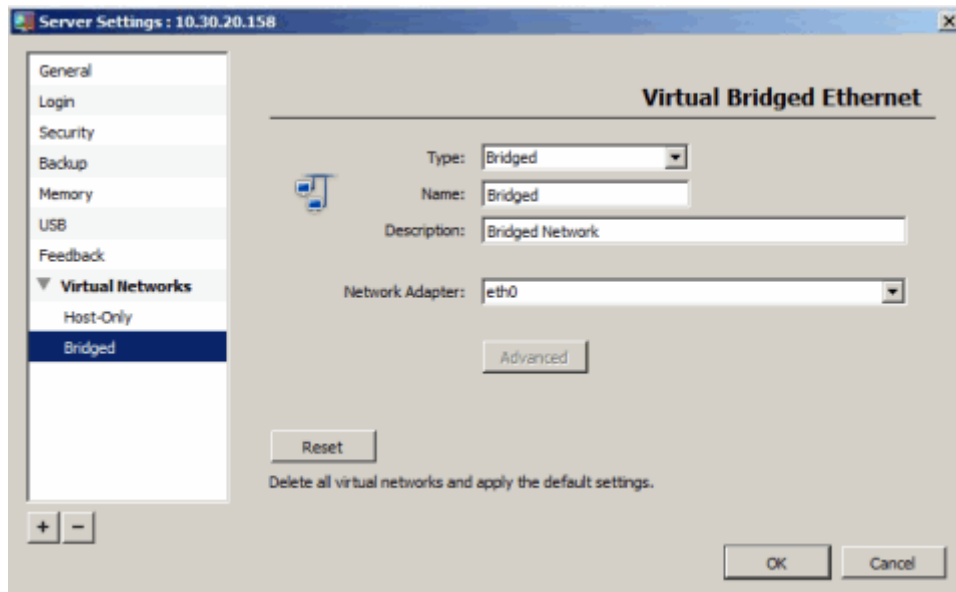 Server Settings : 10.30.20.158
General
Login
Security
Backup
Memory
USB
Feedback
Virtual Networks
Host-Only
Bridged
Virtual Bridged Ethernet
Type: Bridged
Name: Bridged
Description: Bridged Network
Network Adapter: eth0
Advanced
Reset
Delete all virtual networks and apply the default settings.
OK Cancel